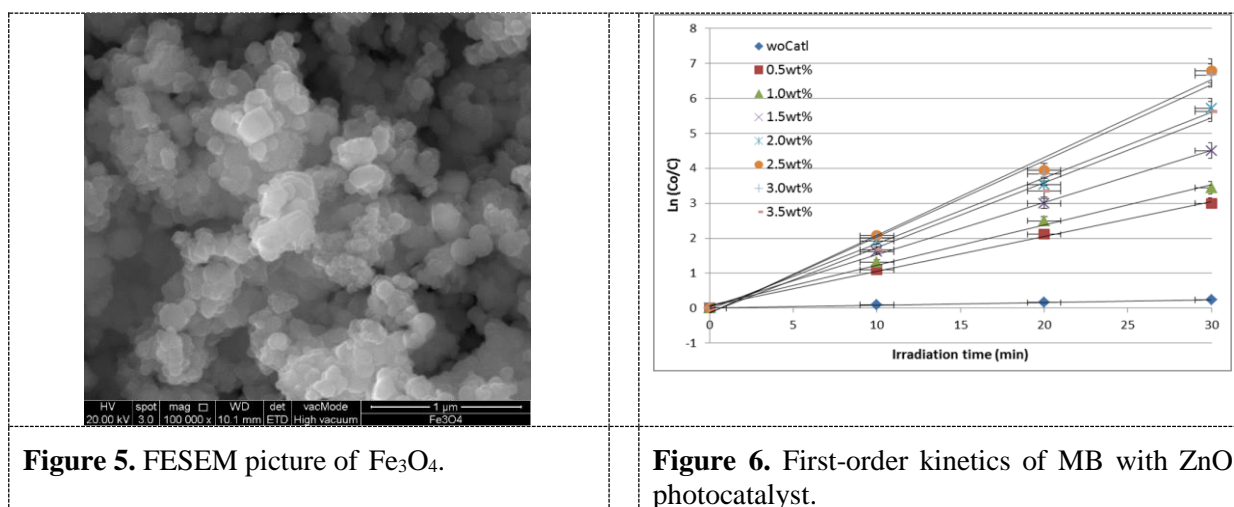 HV spot mag □ WD det vacMode 1 µm
20.00 kV 3.0 100 000 x 10.1 mm ETD High vacuum Fe3O4
Figure 5. FESEM picture of Fe₃O₄.
8
7
6
5
4
3
2
1
0
-1
Ln (Co/C)
woCatl
0.5wt%
1.0wt%
1.5wt%
2.0wt%
2.5wt%
3.0wt%
3.5wt%
0 5 10 15 20 25 30
Irradiation time (min)
Figure 6. First-order kinetics of MB with ZnO
photocatalyst.